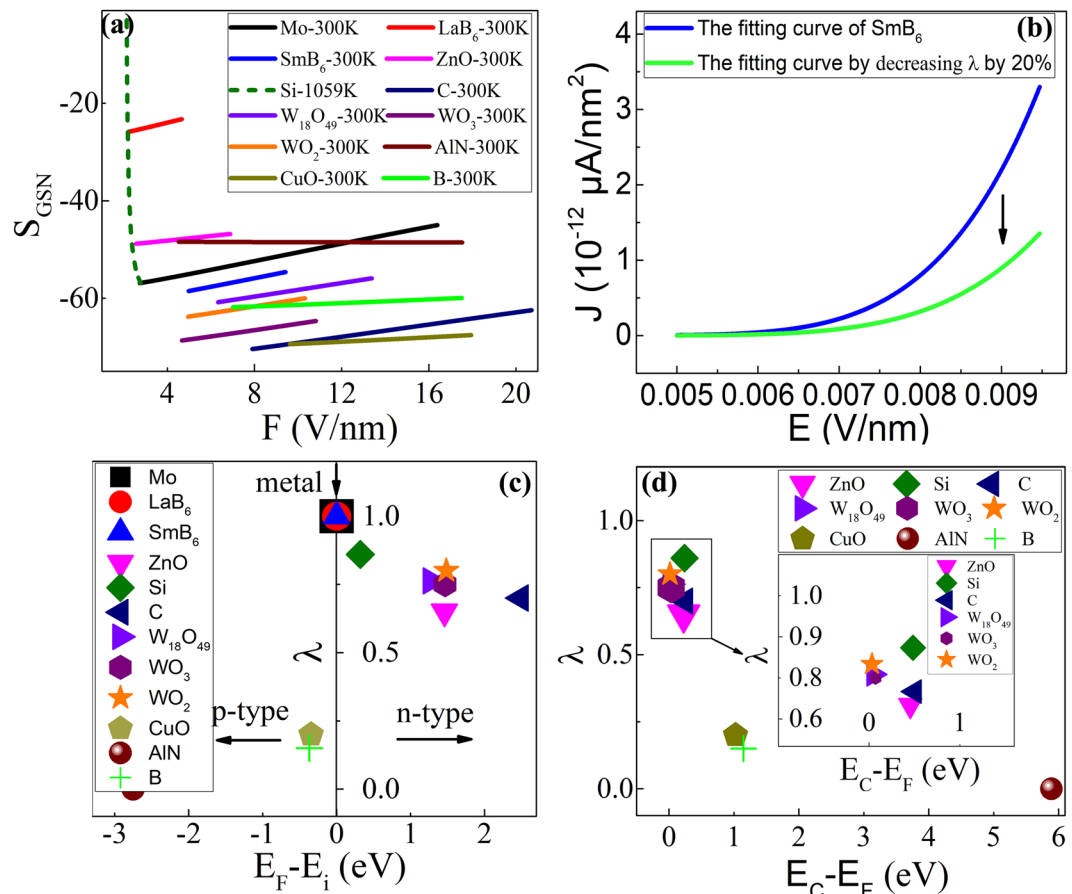 (a)
Mo-300K
LaB6-300K
SmB6-300K
ZnO-300K
Si-1059K
C-300K
W18O49-300K
WO3-300K
WO2-300K
AlN-300K
CuO-300K
B-300K
-20
-40
-60
SGSN
4 8 12 16 20
F (V/nm)
(b)
The fitting curve of SmB6
The fitting curve by decreasing λ by 20%
4
3
2
1
0
J (10-12 μA/nm2)
0.005 0.006 0.007 0.008 0.009
E (V/nm)
(c)
Mo
LaB6
SmB6
ZnO
Si
C
W18O49
WO3
WO2
CuO
AlN
B
metal
1.0
0.5
0.0
λ
p-type
n-type
-3 -2 -1 0 1 2
EF-Ei (eV)
(d)
ZnO Si C
W18O49 WO3 WO2
CuO AlN B
1.0
0.5
0.0
λ
ZnO
Si
C
W18O49
WO3
WO2
1.0
0.9
0.8
0.6
λ
0 1
EC-EF (eV)
0 1 2 3 4 5 6
EC-EF (eV)